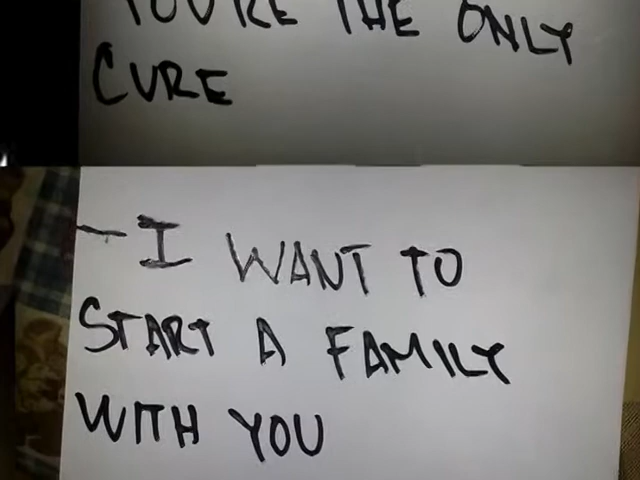 YOU'RE THE ONLY
CURE
- I WANT TO
START A FAMILY
WITH YOU